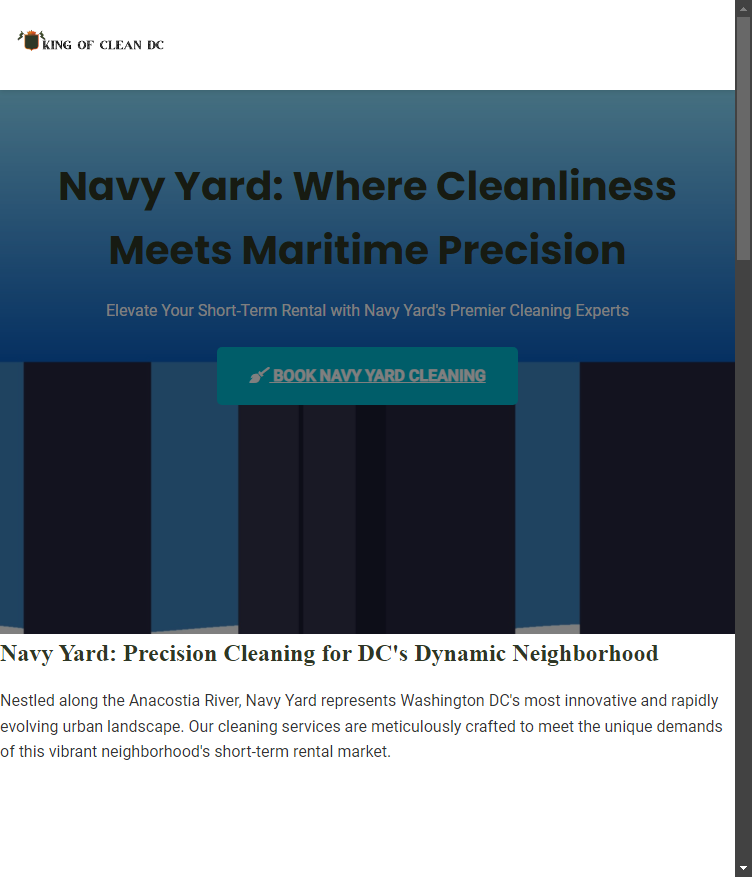 KING OF CLEAN DC
Navy Yard: Where Cleanliness
Meets Maritime Precision
Elevate Your Short-Term Rental with Navy Yard's Premier Cleaning Experts
BOOK NAVY YARD CLEANING
Navy Yard: Precision Cleaning for DC's Dynamic Neighborhood
Nestled along the Anacostia River, Navy Yard represents Washington DC's most innovative and rapidly
evolving urban landscape. Our cleaning services are meticulously crafted to meet the unique demands
of this vibrant neighborhood's short-term rental market.